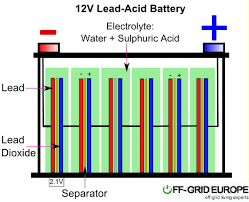 12V Lead-Acid Battery
Electrolyte:
Water + Sulphuric Acid
- +
- +
- +
Lead
Lead
Dioxide
2.1V
Separator
OFF-GRID EUROPE
off-grid living experts